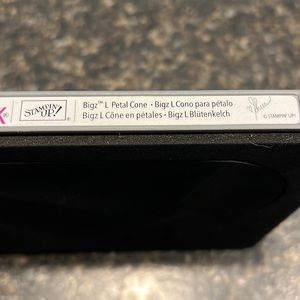 STAMPIN' UP!
Bigz™ L Petal Cone • Bigz L Cono para pétalo
Bigz L Cône en pétales • Bigz L Blütenkelch
© STAMPIN' UP!